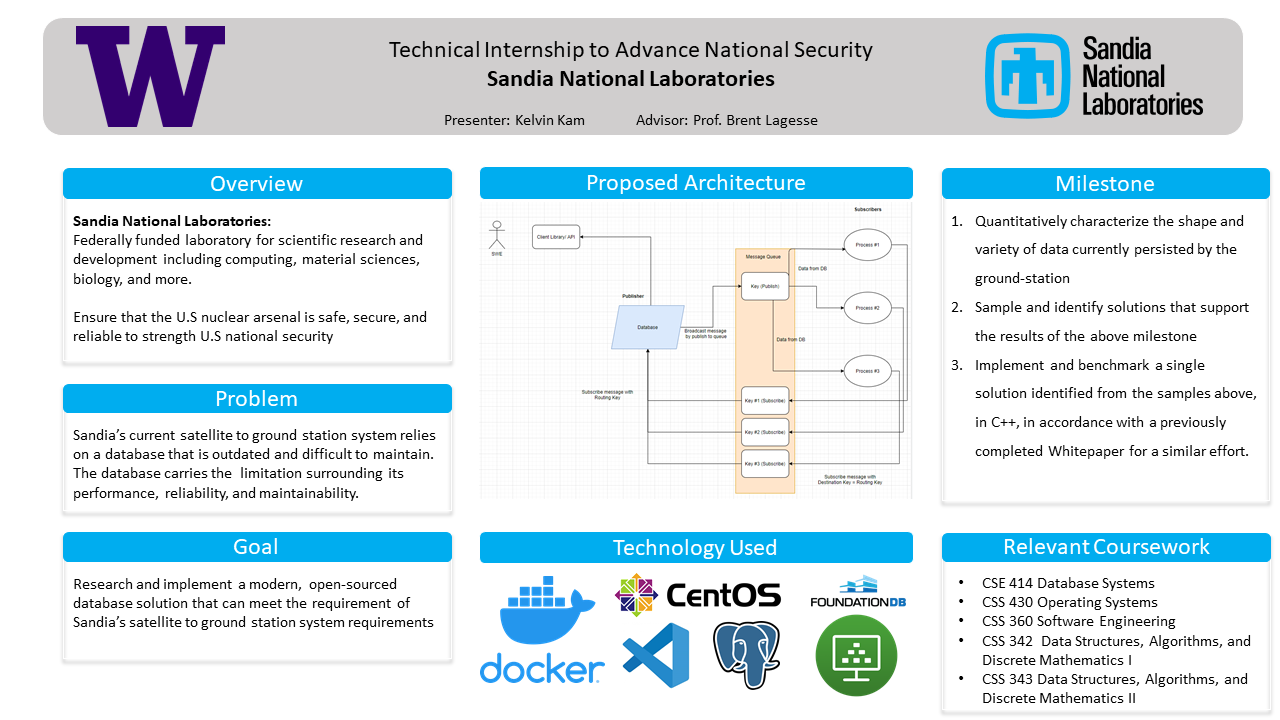 W
Technical Internship to Advance National Security
Sandia National Laboratories
Presenter: Kelvin Kam
Advisor: Prof. Brent Lagesse
Sandia
National
Laboratories
Overview
Sandia National Laboratories:
Federally funded laboratory for scientific research and
development including computing, material sciences,
biology, and more.
Ensure that the U.S nuclear arsenal is safe, secure, and
reliable to strength U.S national security
Problem
Sandia’s current satellite to ground station system relies
on a database that is outdated and difficult to maintain.
The database carries the limitation surrounding its
performance, reliability, and maintainability.
Goal
Research and implement a modern, open-sourced
database solution that can meet the requirement of
Sandia’s satellite to ground station system requirements
Proposed Architecture
Subscribers
SWE
Client Library/ API
Process #1
Message Queue
Data from DB
Key (Publish)
Publisher
Process #2
Database
Broadcast message
by publish to queue
Data from DB
Process #3
Subscribe message with
Routing Key
Key #1 (Subscribe)
Key #2 (Subscribe)
Key #3 (Subscribe)
Subscribe message with
Destination Key = Routing Key
Technology Used
docker
CentOS
FOUNDATIONDB
Milestone
1. Quantitatively characterize the shape and
variety of data currently persisted by the
ground-station
2. Sample and identify solutions that support
the results of the above milestone
3. Implement and benchmark a single
solution identified from the samples above,
in C++, in accordance with a previously
completed Whitepaper for a similar effort.
Relevant Coursework
• CSE 414 Database Systems
• CSS 430 Operating Systems
• CSS 360 Software Engineering
• CSS 342 Data Structures, Algorithms, and
Discrete Mathematics I
• CSS 343 Data Structures, Algorithms, and
Discrete Mathematics II